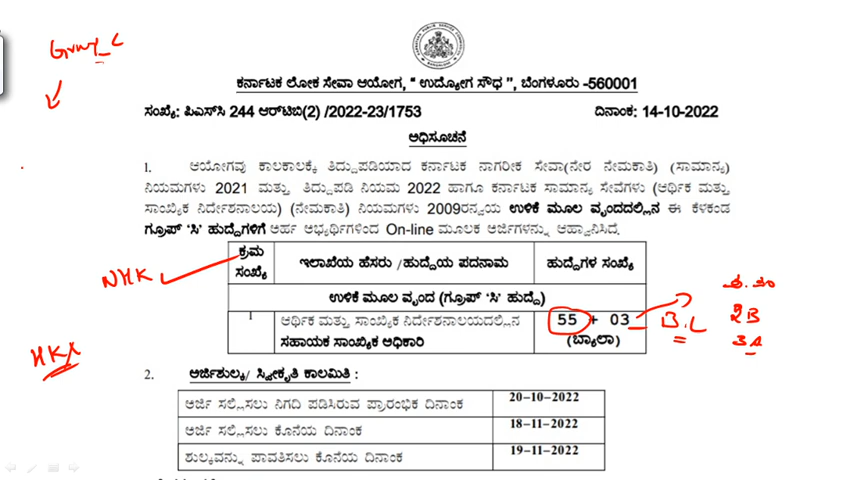 Group_C
ಕರ್ನಾಟಕ ಲೋಕ ಸೇವಾ ಆಯೋಗ, “ ಉದ್ಯೋಗ ಸೌಧ ”, ಬೆಂಗಳೂರು -560001
ಸಂಖ್ಯೆ: ಪಿಎಸ್‌ಸಿ 244 ಆರ್‌ಟಿಬಿ(2) /2022-23/1753 ದಿನಾಂಕ: 14-10-2022
ಅಧಿಸೂಚನೆ
1. ಆಯೋಗವು ಕಾಲಕಾಲಕ್ಕೆ ತಿದ್ದುಪಡಿಯಾದ ಕರ್ನಾಟಕ ನಾಗರೀಕ ಸೇವಾ(ನೇರ ನೇಮಕಾತಿ) (ಸಾಮಾನ್ಯ)
ನಿಯಮಗಳು 2021 ಮತ್ತು ತಿದ್ದುಪಡಿ ನಿಯಮ 2022 ಹಾಗೂ ಕರ್ನಾಟಕ ಸಾಮಾನ್ಯ ಸೇವೆಗಳು (ಆರ್ಥಿಕ ಮತ್ತು
ಸಾಂಖ್ಯಿಕ ನಿರ್ದೇಶನಾಲಯ) (ನೇಮಕಾತಿ) ನಿಯಮಗಳು 2009ರನ್ವಯ ಉಳಿಕೆ ಮೂಲ ವೃಂದದಲ್ಲಿನ ಈ ಕೆಳಕಂಡ
ಗ್ರೂಪ್ ‘ಸಿ’ ಹುದ್ದೆಗಳಿಗೆ ಅರ್ಹ ಅಭ್ಯರ್ಥಿಗಳಿಂದ On-line ಮೂಲಕ ಅರ್ಜಿಗಳನ್ನು ಆಹ್ವಾನಿಸಿದೆ.
ಕ್ರಮ ಸಂಖ್ಯೆ ಇಲಾಖೆಯ ಹೆಸರು /ಹುದ್ದೆಯ ಪದನಾಮ ಹುದ್ದೆಗಳ ಸಂಖ್ಯೆ
NHK
ಉಳಿಕೆ ಮೂಲ ವೃಂದ (ಗ್ರೂಪ್ ‘ಸಿ’ ಹುದ್ದೆ)
1 ಆರ್ಥಿಕ ಮತ್ತು ಸಾಂಖ್ಯಿಕ ನಿರ್ದೇಶನಾಲಯದಲ್ಲಿನ 55 + 03 B.L 2B
ಸಹಾಯಕ ಸಾಂಖ್ಯಿಕ ಅಧಿಕಾರಿ (ಬ್ಯಾಲಾ) 3A
HKA
2. ಅರ್ಜಿಶುಲ್ಕ/ ಸ್ವೀಕೃತಿ ಕಾಲಮಿತಿ :
ಅರ್ಜಿ ಸಲ್ಲಿಸಲು ನಿಗದಿ ಪಡಿಸಿರುವ ಪ್ರಾರಂಭಿಕ ದಿನಾಂಕ 20-10-2022
ಅರ್ಜಿ ಸಲ್ಲಿಸಲು ಕೊನೆಯ ದಿನಾಂಕ 18-11-2022
ಶುಲ್ಕವನ್ನು ಪಾವತಿಸಲು ಕೊನೆಯ ದಿನಾಂಕ 19-11-2022